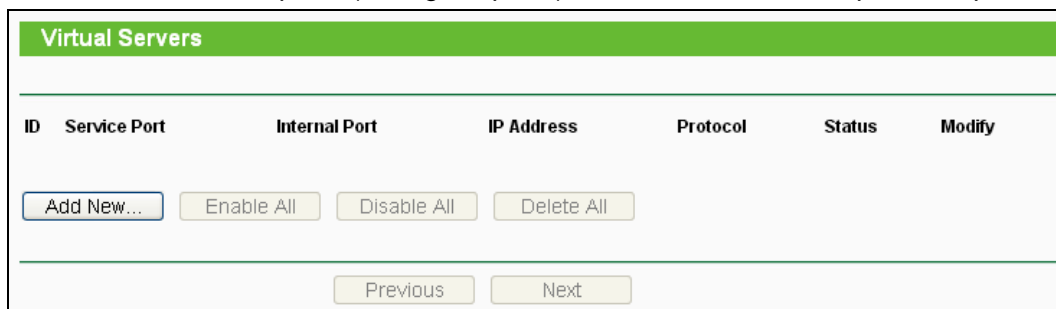 Virtual Servers
ID Service Port Internal Port IP Address Protocol Status Modify
Add New... Enable All Disable All Delete All
Previous Next